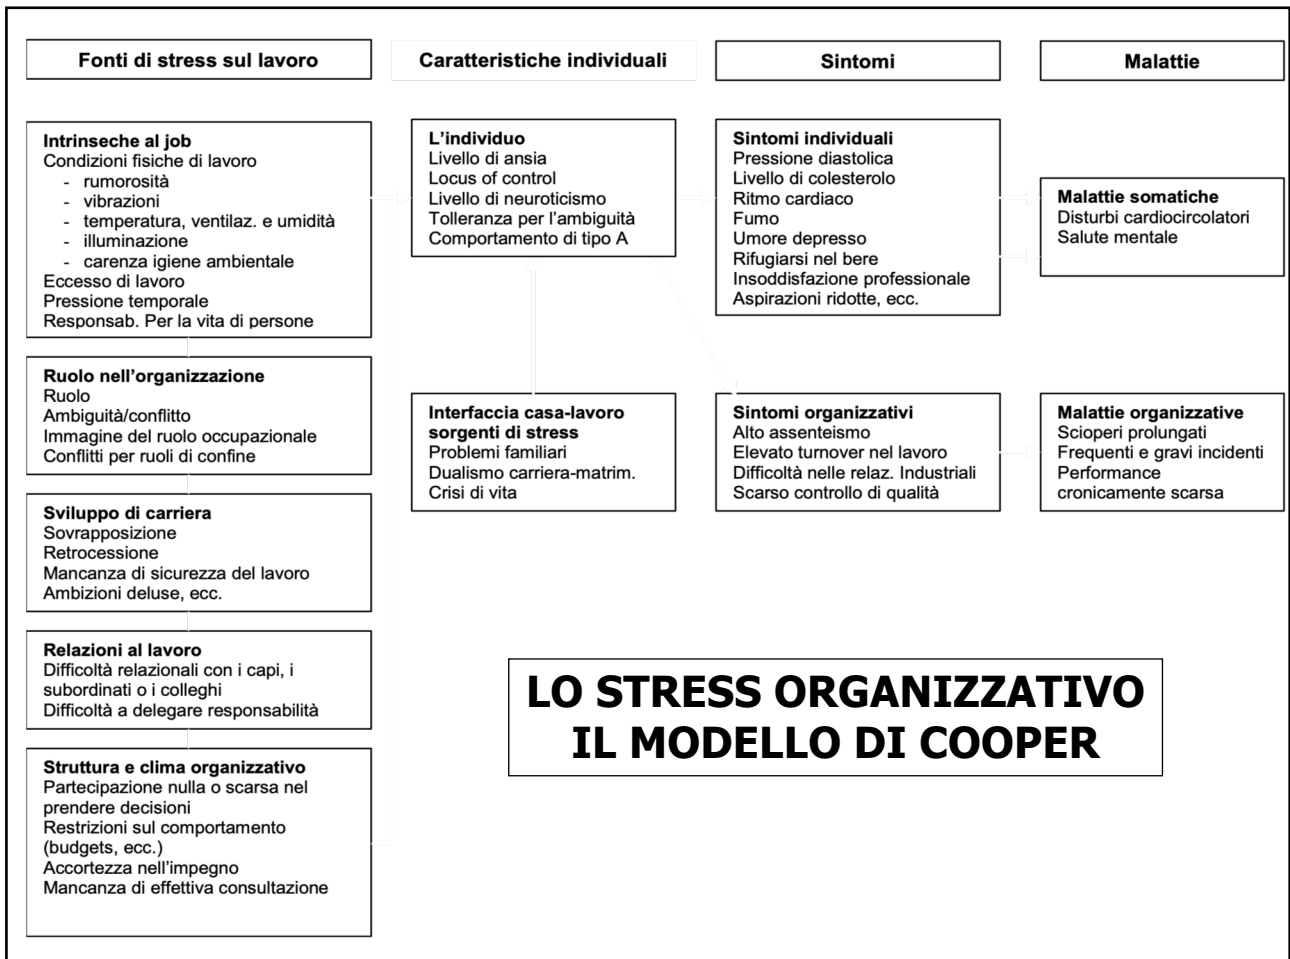 Fonti di stress sul lavoro
Caratteristiche individuali
Sintomi
Malattie
Intrinseche al job
Condizioni fisiche di lavoro
- rumorosità
- vibrazioni
- temperatura, ventilaz. e umidità
- illuminazione
- carenza igiene ambientale
Eccesso di lavoro
Pressione temporale
Responsab. Per la vita di persone
Ruolo nell'organizzazione
Ruolo
Ambiguità/conflitto
Immagine del ruolo occupazionale
Conflitti per ruoli di confine
Sviluppo di carriera
Sovrapposizione
Retrocessione
Mancanza di sicurezza del lavoro
Ambizioni deluse, ecc.
Relazioni al lavoro
Difficoltà relazionali con i capi, i
subordinati o i colleghi
Difficoltà a delegare responsabilità
Struttura e clima organizzativo
Partecipazione nulla o scarsa nel
prendere decisioni
Restrizioni sul comportamento
(budgets, ecc.)
Accortezza nell'impegno
Mancanza di effettiva consultazione
L'individuo
Livello di ansia
Locus of control
Livello di neuroticismo
Tolleranza per l'ambiguità
Comportamento di tipo A
Interfaccia casa-lavoro
sorgenti di stress
Problemi familiari
Dualismo carriera-matrim.
Crisi di vita
Sintomi individuali
Pressione diastolica
Livello di colesterolo
Ritmo cardiaco
Fumo
Umore depresso
Rifugiarsi nel bere
Insoddisfazione professionale
Aspirazioni ridotte, ecc.
Sintomi organizzativi
Alto assenteismo
Elevato turnover nel lavoro
Difficoltà nelle relaz. Industriali
Scarso controllo di qualità
Malattie somatiche
Disturbi cardiocircolatori
Salute mentale
Malattie organizzative
Scioperi prolungati
Frequenti e gravi incidenti
Performance
cronicamente scarsa
LO STRESS ORGANIZZATIVO
IL MODELLO DI COOPER